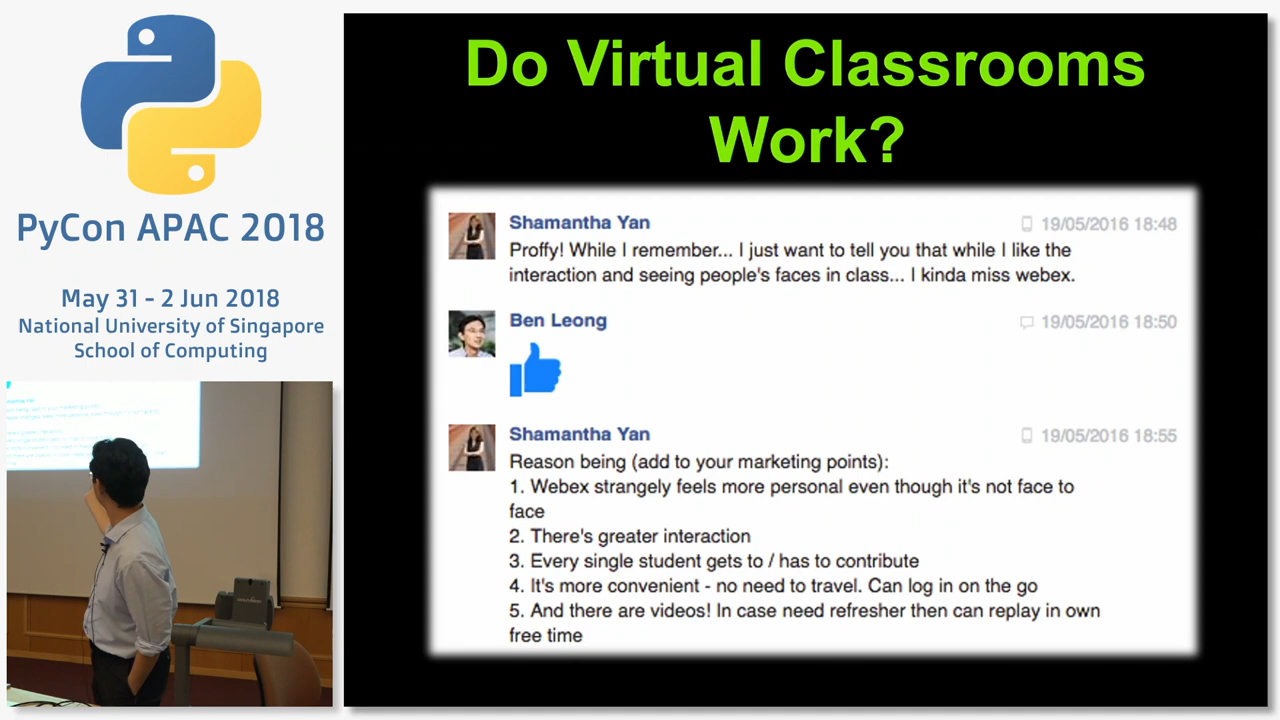 PyCon APAC 2018
May 31 - 2 Jun 2018
National University of Singapore
School of Computing
Do Virtual Classrooms
Work?
Shamantha Yan
19/05/2016 18:48
Proffy! While I remember... I just want to tell you that while I like the
interaction and seeing people's faces in class... I kinda miss webex.
Ben Leong
19/05/2016 18:50
Shamantha Yan
19/05/2016 18:55
Reason being (add to your marketing points):
1. Webex strangely feels more personal even though it's not face to
face
2. There's greater interaction
3. Every single student gets to / has to contribute
4. It's more convenient - no need to travel. Can log in on the go
5. And there are videos! In case need refresher then can replay in own
free time